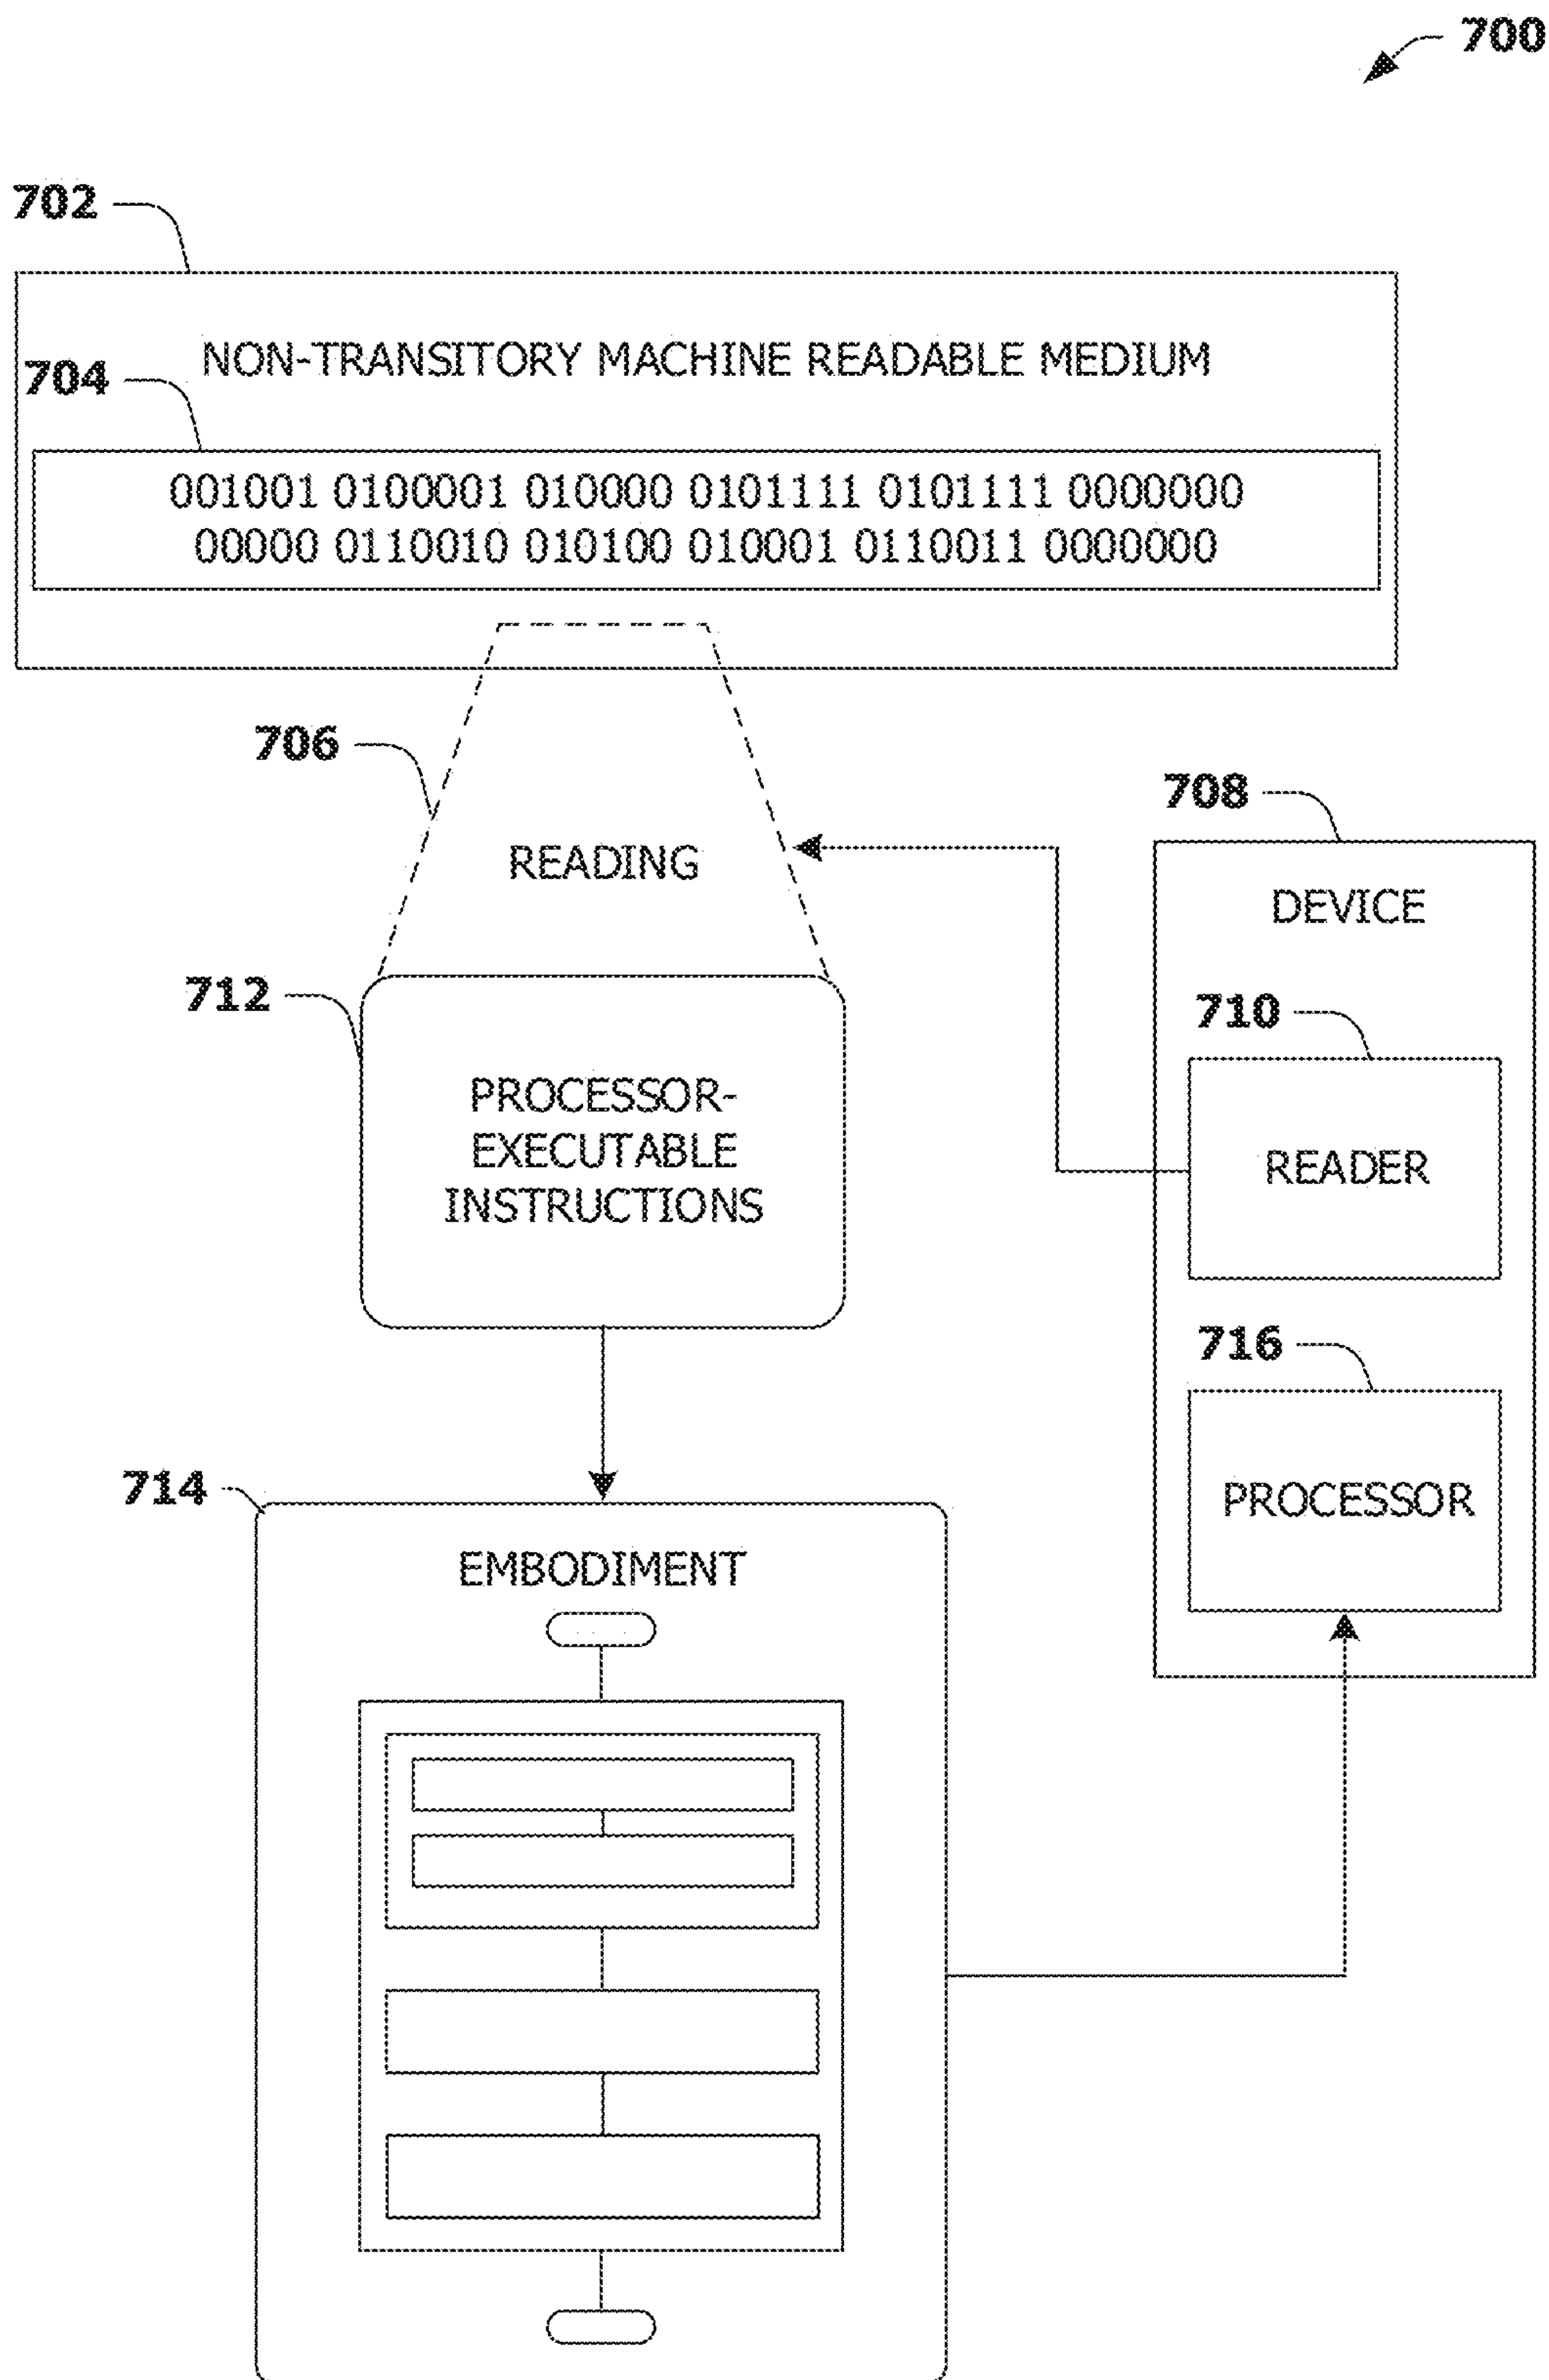 700
702
NON-TRANSITORY MACHINE READABLE MEDIUM
704
001001 0100001 010000 0101111 0101111 0000000
00000 0110010 010100 010001 0110011 0000000
706
READING
708
DEVICE
710
READER
712
PROCESSOR-
EXECUTABLE
INSTRUCTIONS
716
PROCESSOR
714
EMBODIMENT